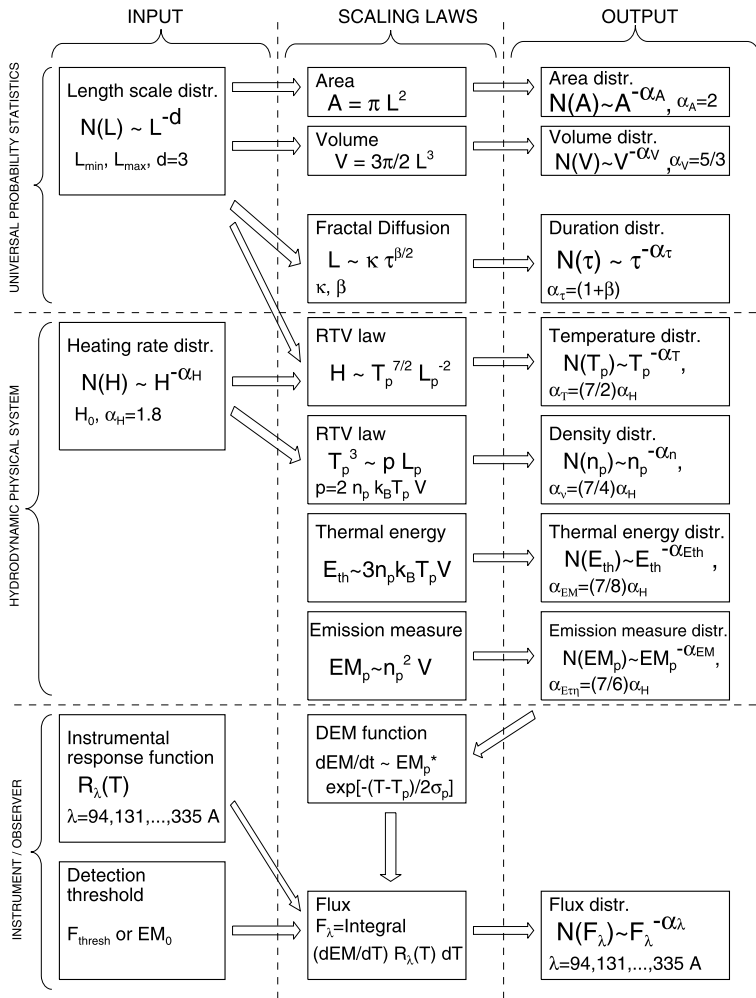 INPUT
SCALING LAWS
OUTPUT
UNIVERSAL PROBABILITY STATISTICS
Length scale distr.
N(L) ~ L^-d
L_min, L_max, d=3
Area
A = π L^2
Area distr.
N(A)~A^-α_A, α_A=2
Volume
V = 3π/2 L^3
Volume distr.
N(V)~V^-α_V ,α_V=5/3
Fractal Diffusion
L ~ κ τ^β/2
κ, β
Duration distr.
N(τ) ~ τ^-α_τ
α_τ=(1+β)
HYDRODYNAMIC PHYSICAL SYSTEM
Heating rate distr.
N(H) ~ H^-α_H
H_0, α_H=1.8
RTV law
H ~ T_p^7/2 L_p^-2
Temperature distr.
N(T_p)~T_p^-α_T,
α_T=(7/2)α_H
RTV law
T_p^3 ~ p L_p
p=2 n_p k_B T_p V
Density distr.
N(n_p)~n_p^-α_n,
α_ν=(7/4)α_H
Thermal energy
E_th~3n_p k_B T_p V
Thermal energy distr.
N(E_th)~E_th^-α_Eth ,
α_EM=(7/8)α_H
Emission measure
EM_p~n_p^2 V
Emission measure distr.
N(EM_p)~EM_p^-α_EM,
α_Eτη=(7/6)α_H
INSTRUMENT / OBSERVER
Instrumental
response function
R_λ(T)
λ=94,131,...,335 A
DEM function
dEM/dt ~ EM_p*
exp[-(T-T_p)/2σ_p]
Detection
threshold
F_thresh or EM_0
Flux
F_λ=Integral
(dEM/dT) R_λ(T) dT
Flux distr.
N(F_λ)~F_λ^-α_λ
λ=94,131,...,335 A